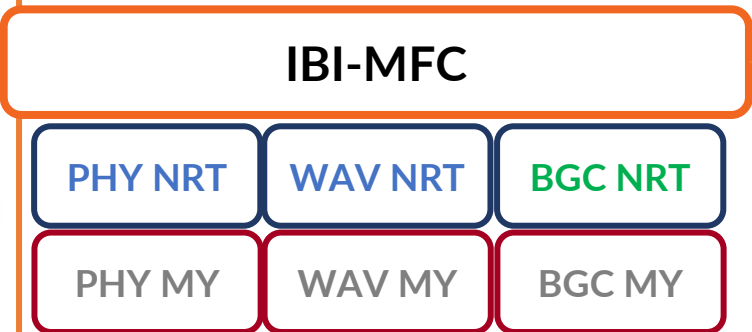 IBI-MFC
PHY NRT WAV NRT BGC NRT
PHY MY WAV MY BGC MY